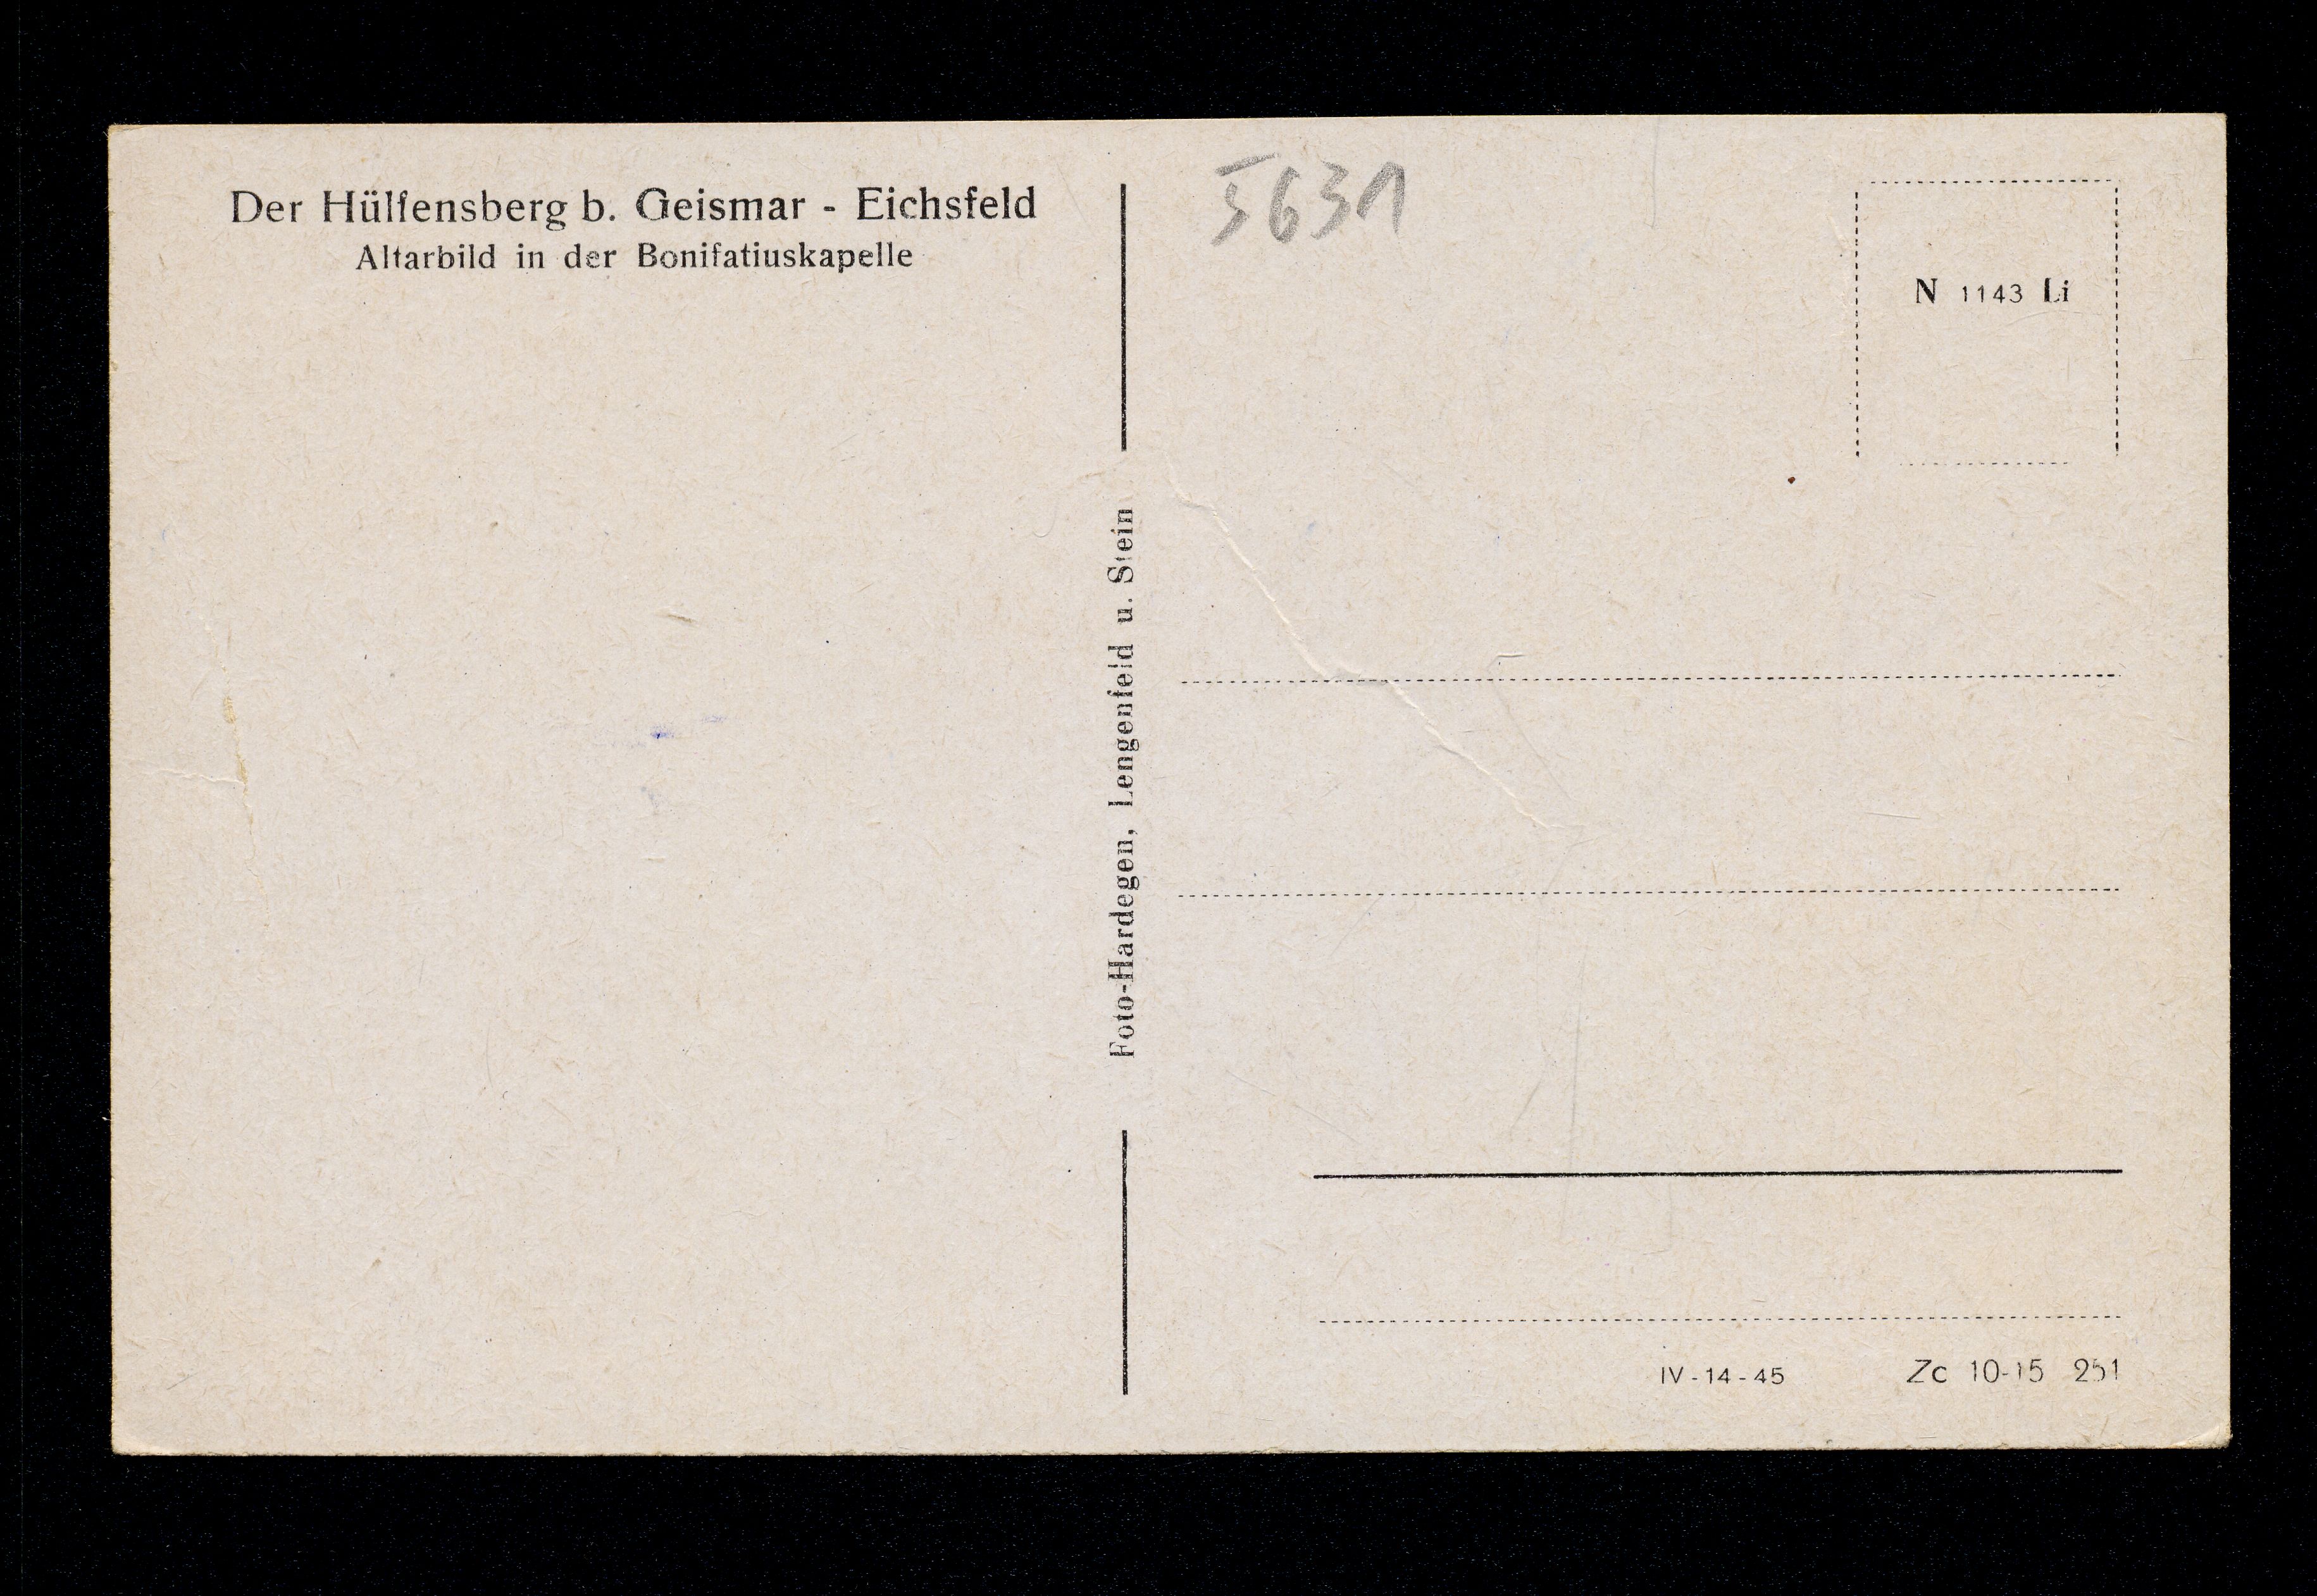 Der Hülfensberg b. Geismar - Eichsfeld
Altarbild in der Bonifatiuskapelle
Foto-Hardegen, Lengenfeld u. Stein
5631
N 1143 Li
IV-14-45 Zc 10-15 251